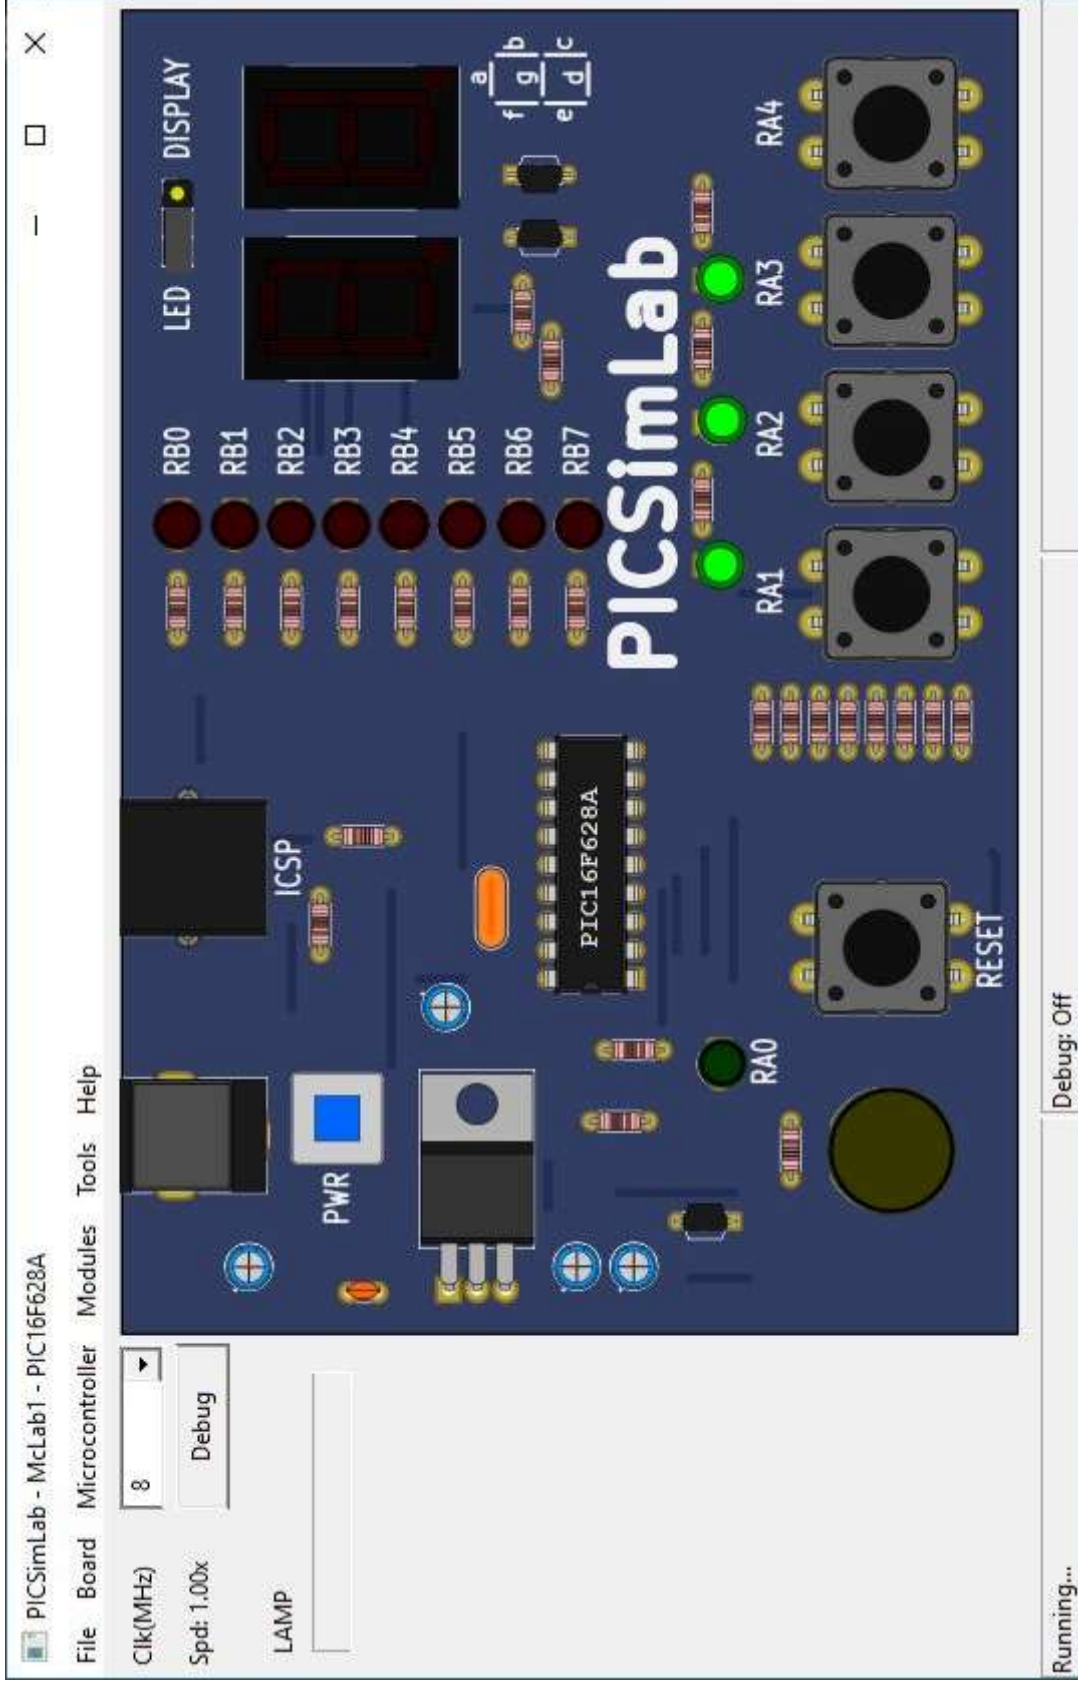 PICSimLab - McLab1 - PIC16F628A
File Board Microcontroller Modules Tools Help
Clk(MHz) 8
Spd: 1.00x Debug
LAMP
PWR
ICSP
LED DISPLAY
RB0
RB1
RB2
RB3
RB4
RB5
RB6
RB7
a
f g b
e d c
PIC16F628A
PICSimLab
RA0
RA1 RA2 RA3 RA4
RESET
Running... Debug: Off